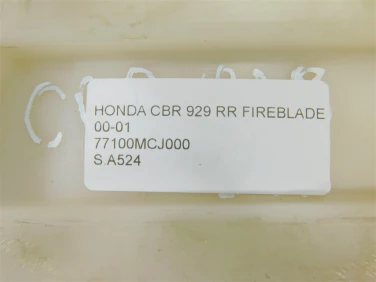 HONDA CBR 929 RR FIREBLADE
00-01
77100MCJ000
S.A524